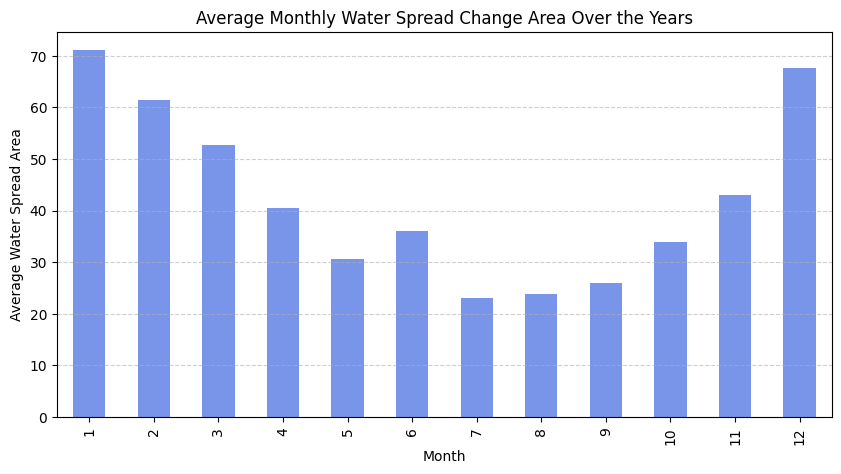 Average Monthly Water Spread Change Area Over the Years
Average Water Spread Area
70
60
50
40
30
20
10
0
1 2 3 4 5 6 7 8 9 10 11 12
Month